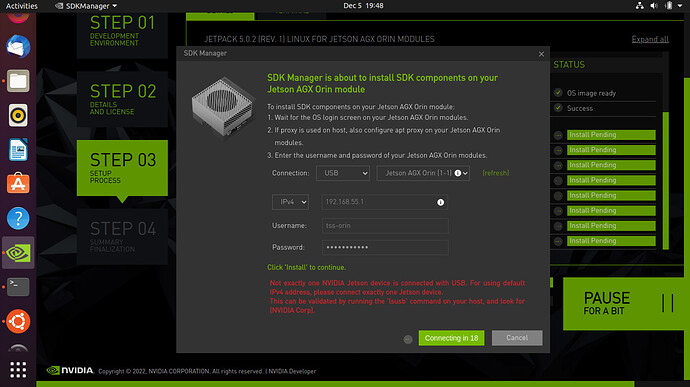 Activities
SDKManager
Dec 5 19:48
STEP 01
DEVELOPMENT
ENVIRONMENT
STEP 02
DETAILS
AND LICENSE
STEP 03
SETUP
PROCESS
STEP 04
SUMMARY
FINALIZATION
JETPACK 5.0.2 (REV. 1) LINUX FOR JETSON AGX ORIN MODULES
Expand all
STATUS
OS image ready
Success
Install Pending
Install Pending
Install Pending
Install Pending
Install Pending
Install Pending
Install Pending
Install Pending
SDK Manager
SDK Manager is about to install SDK components on your
Jetson AGX Orin module
To install SDK components on your Jetson AGX Orin module:
1. Wait for the OS login screen on your Jetson AGX Orin modules.
2. If proxy is used on host, also configure apt proxy on your Jetson AGX Orin
modules.
3. Enter the username and password of your Jetson AGX Orin modules.
Connection: USB Jetson AGX Orin (1-1) (refresh)
IPv4 192.168.55.1
Username: tss-orin
Password: •••••••••••
Click 'Install' to continue.
Not exactly one NVIDIA Jetson device is connected with USB. For using default
IPv4 address, please connect exactly one Jetson device.
This can be validated by running the 'lsusb' command on your host, and look for
(NVIDIA Corp).
Connecting in 18
Cancel
PAUSE
FOR A BIT
NVIDIA. Copyright © 2022, NVIDIA CORPORATION. All rights reserved. | NVIDIA Developer